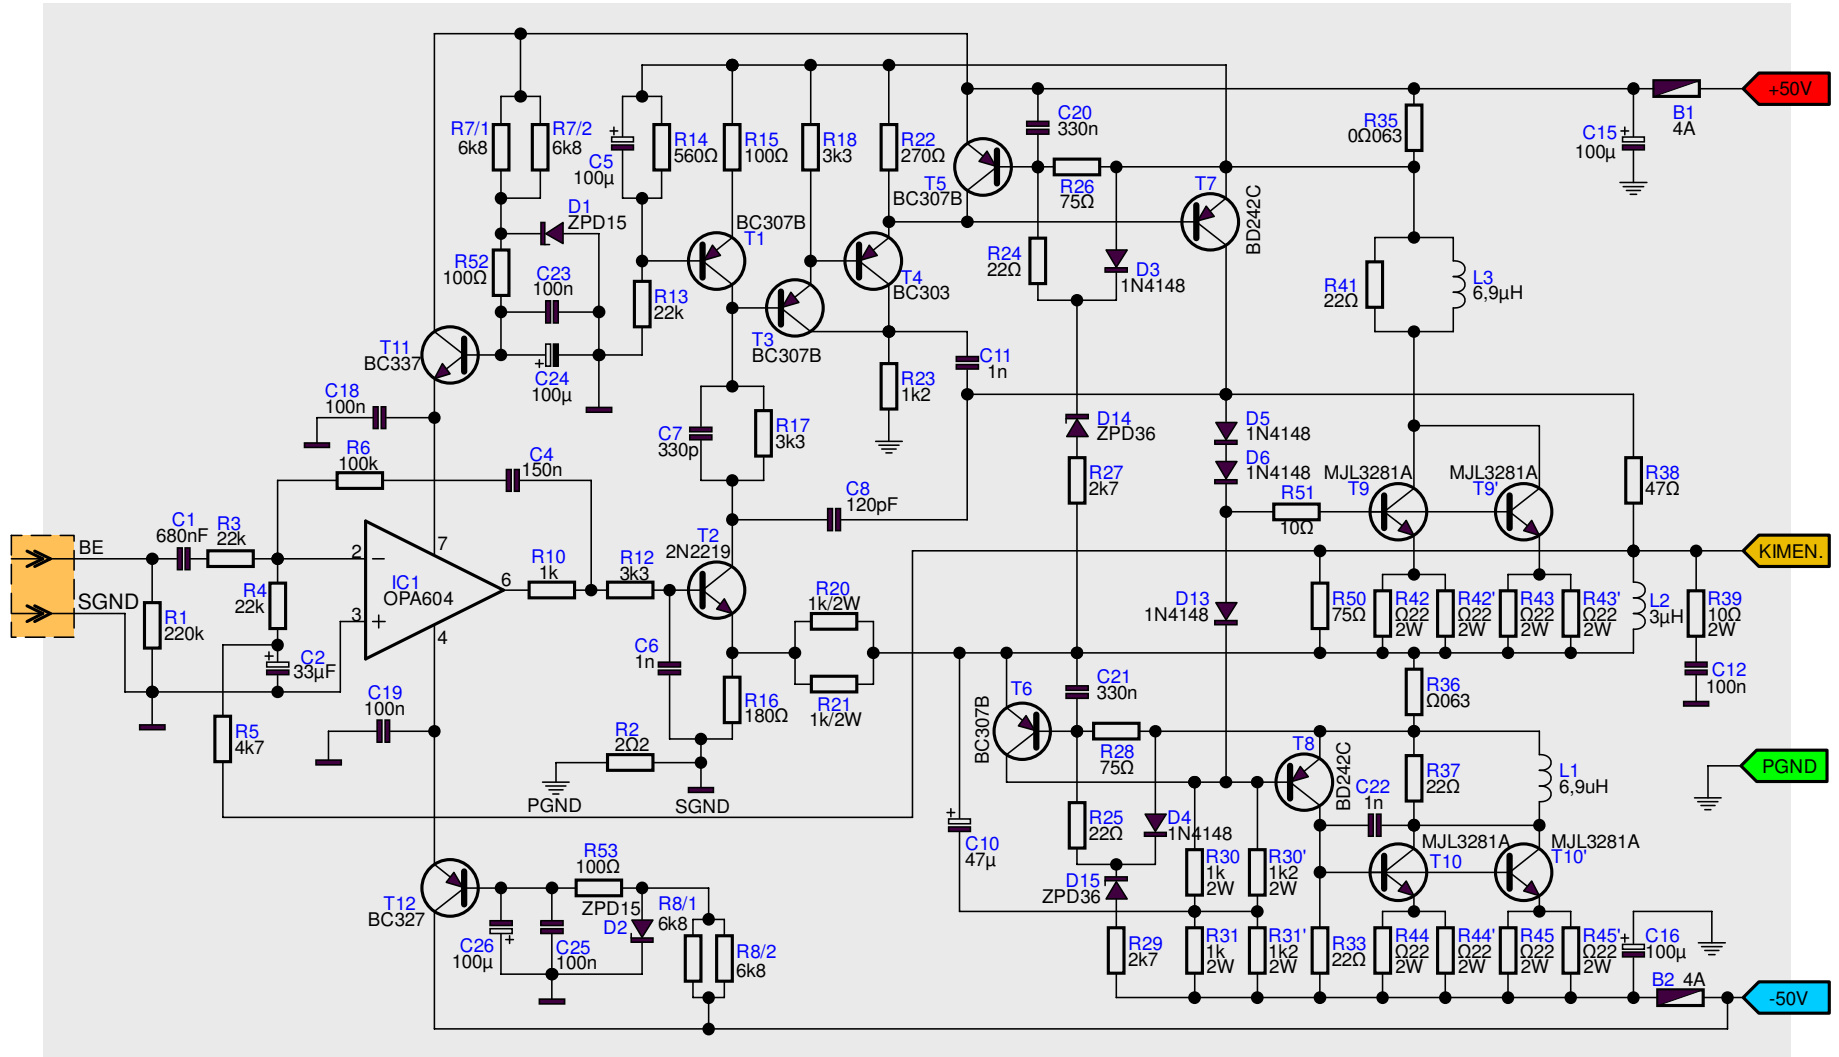 +50V
B1
4A
C15
100µ
R35
0Ω063
C20
330n
R7/1
6k8
R7/2
6k8
C5
100µ
R14
560Ω
R15
100Ω
R18
3k3
R22
270Ω
T5
BC307B
R26
75Ω
T7
BD242C
D1
ZPD15
BC307B
T1
R52
100Ω
C23
100n
R13
22k
T4
BC303
R24
22Ω
D3
1N4148
R41
22Ω
L3
6,9µH
T3
BC307B
T11
BC337
C24
100µ
C18
100n
R23
1k2
C11
1n
C7
330p
R17
3k3
D14
ZPD36
D5
1N4148
D6
1N4148
R27
2k7
MJL3281A
T9
MJL3281A
T9'
R38
47Ω
R51
10Ω
R6
100k
C4
150n
C8
120pF
BE
C1
680nF
R3
22k
2
7
IC1
OPA604
6
3
4
R10
1k
R12
3k3
T2
2N2219
KIMEN.
SGND
R1
220k
R4
22k
C2
33µF
R20
1k/2W
D13
1N4148
R50
75Ω
R42
Ω22
2W
R42'
Ω22
2W
R43
Ω22
2W
R43'
Ω22
2W
L2
3µH
R39
10Ω
2W
C12
100n
C6
1n
R16
180Ω
R21
1k/2W
T6
BC307B
C21
330n
R36
Ω063
C19
100n
R5
4k7
R2
2Ω2
PGND
SGND
R28
75Ω
T8
BD242C
R37
22Ω
L1
6,9uH
PGND
C22
1n
C10
47µ
R25
22Ω
D4
1N4148
R30
1k
2W
R30'
1k2
2W
MJL3281A
T10
MJL3281A
T10'
D15
ZPD36
T12
BC327
R53
100Ω
ZPD15
D2
R8/1
6k8
R8/2
6k8
C26
100µ
C25
100n
R29
2k7
R31
1k
2W
R31'
1k2
2W
R33
22Ω
R44
Ω22
2W
R44'
Ω22
2W
R45
Ω22
2W
R45'
Ω22
2W
C16
100µ
B2 4A
-50V